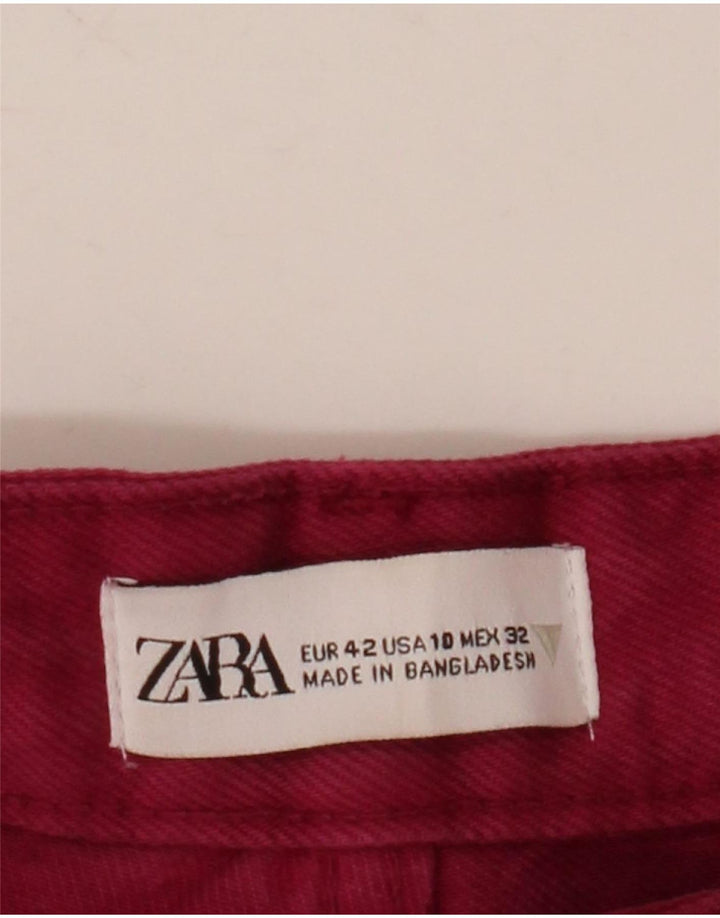 ZARA
EUR 42 USA 10 MEX 32
MADE IN BANGLADESH